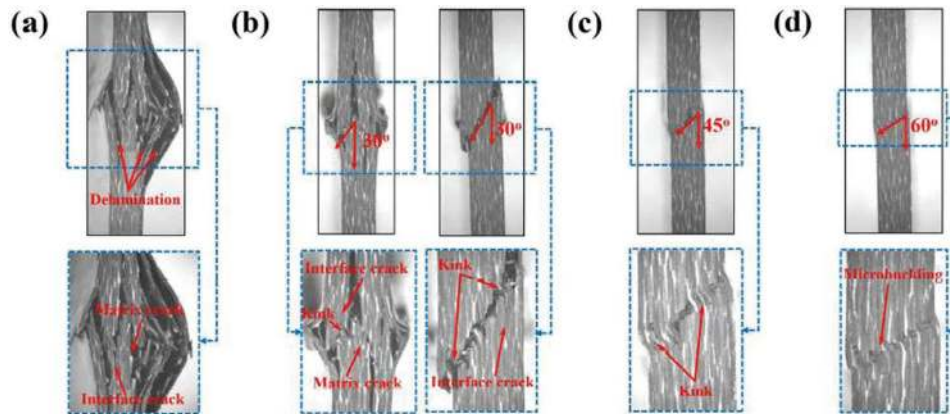 (a)
(b)
(c)
(d)
30°
30°
45°
60°
Delamination
Matrix crack
Interface crack
Interface crack
Kink
Matrix crack
Kink
Interface crack
Kink
Microbuckling